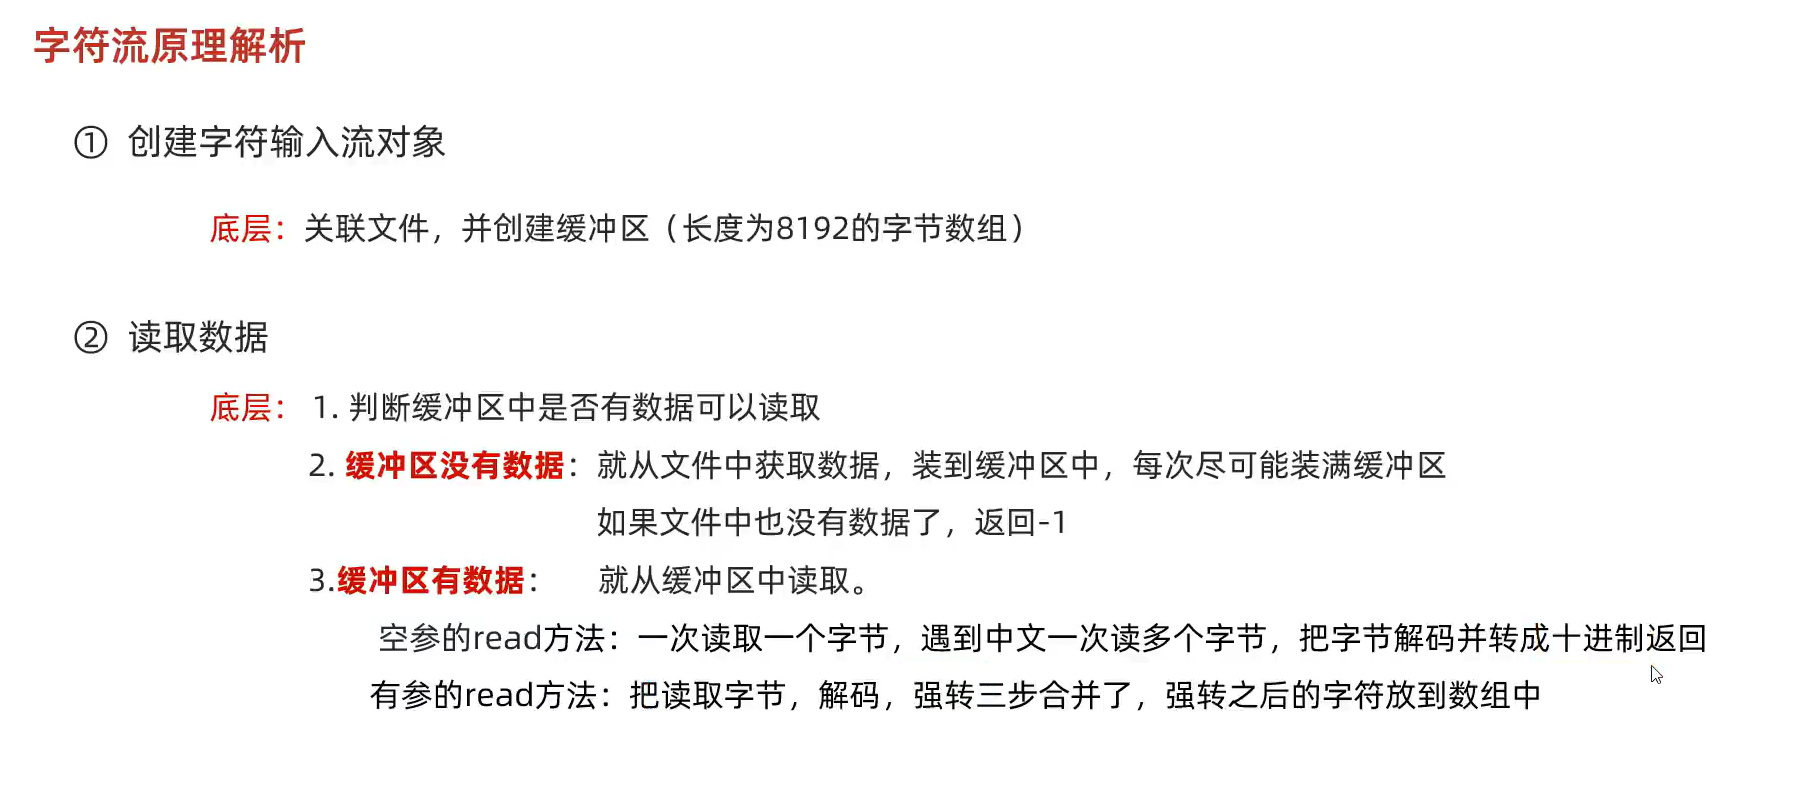 字符流原理解析
① 创建字符输入流对象
底层：关联文件，并创建缓冲区（长度为8192的字节数组）
② 读取数据
底层： 1. 判断缓冲区中是否有数据可以读取
2. 缓冲区没有数据：就从文件中获取数据，装到缓冲区中，每次尽可能装满缓冲区
如果文件中也没有数据了，返回-1
3.缓冲区有数据： 就从缓冲区中读取。
空参的read方法：一次读取一个字节，遇到中文一次读多个字节，把字节解码并转成十进制返回
有参的read方法：把读取字节，解码，强转三步合并了，强转之后的字符放到数组中